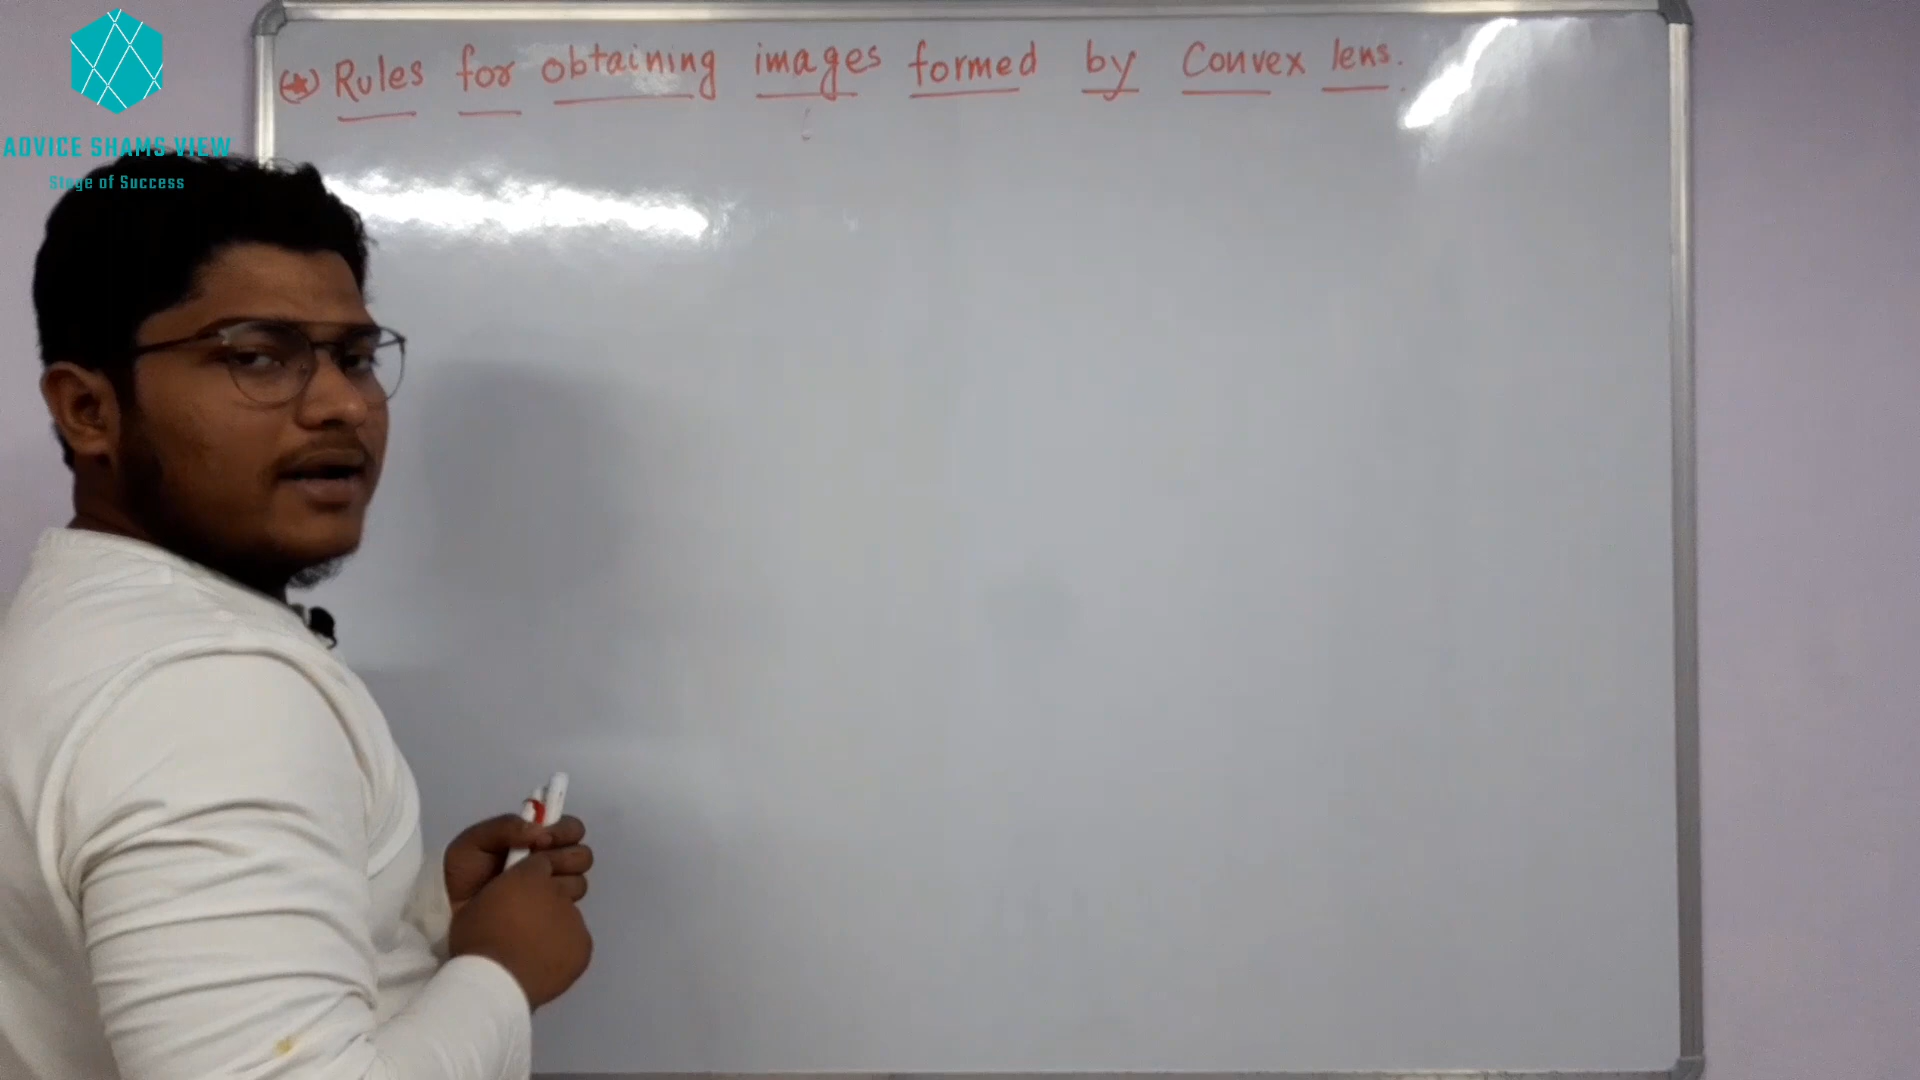 ADVICE SHAMS VIEW
Stage of Success
(★) Rules for obtaining images formed by Convex lens.